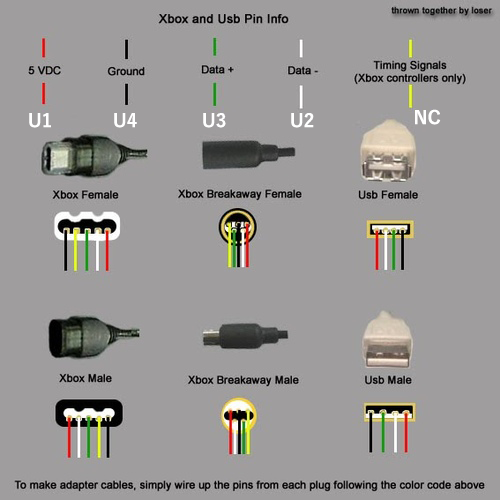 thrown together by loser
Xbox and Usb Pin Info
5 VDC
Ground
Data +
Data -
Timing Signals
(Xbox controllers only)
U1
U4
U3
U2
NC
Xbox Female
Xbox Breakaway Female
Usb Female
Xbox Male
Xbox Breakaway Male
Usb Male
To make adapter cables, simply wire up the pins from each plug following the color code above